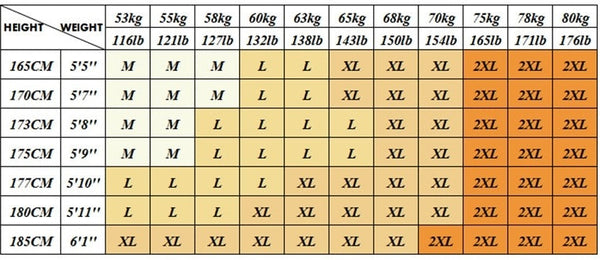 HEIGHT WEIGHT 53kg 55kg 58kg 60kg 63kg 65kg 68kg 70kg 75kg 78kg 80kg
116lb 121lb 127lb 132lb 138lb 143lb 150lb 154lb 165lb 171lb 176lb
165CM 5'5" M M M L L XL XL XL 2XL 2XL 2XL
170CM 5'7" M M M L L XL XL XL 2XL 2XL 2XL
173CM 5'8" M M L L L L XL XL 2XL 2XL 2XL
175CM 5'9" M M L L L L XL XL 2XL 2XL 2XL
177CM 5'10" L L L L XL XL XL XL 2XL 2XL 2XL
180CM 5'11" L L L XL XL XL XL XL 2XL 2XL 2XL
185CM 6'1" XL XL XL XL XL XL XL 2XL 2XL 2XL 2XL